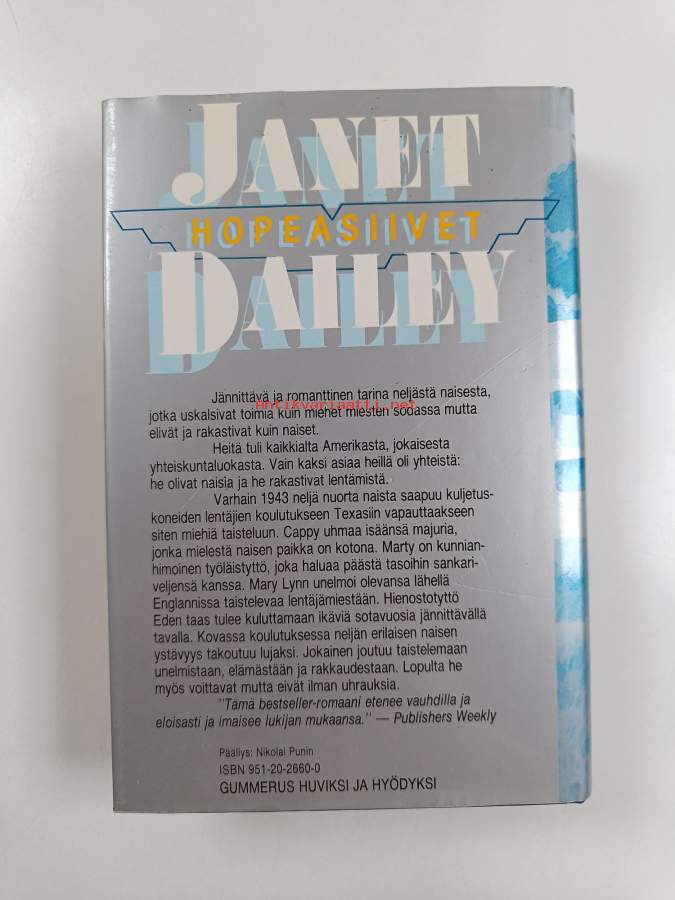 JANET
HOPEASIIVET
DAILEY
Jännittävä ja romanttinen tarina neljästä naisesta,
Antikvariaatti.net
jotka uskalsivat toimia kuin miehet miesten sodassa mutta
elivät ja rakastivat kuin naiset.
Heitä tuli kaikkialta Amerikasta, jokaisesta
yhteiskuntaluokasta. Vain kaksi asiaa heillä oli yhteistä:
he olivat naisia ja he rakastivat lentämistä.
Varhain 1943 neljä nuorta naista saapuu kuljetus-
koneiden lentäjien koulutukseen Texasiin vapauttaakseen
siten miehiä taisteluun. Cappy uhmaa isäänsä majuria,
jonka mielestä naisen paikka on kotona. Marty on kunnian-
himoinen työläistyttö, joka haluaa päästä tasoihin sankari-
veljensä kanssa. Mary Lynn unelmoi olevansa lähellä
Englannissa taistelevaa lentäjämiestään. Hienostotyttö
Eden taas tulee kuluttamaan ikäviä sotavuosia jännittävällä
tavalla. Kovassa koulutuksessa neljän erilaisen naisen
ystävyys takoutuu lujaksi. Jokainen joutuu taistelemaan
unelmistaan, elämästään ja rakkaudestaan. Lopulta he
myös voittavat mutta eivät ilman uhrauksia.
"Tämä bestseller-romaani etenee vauhdilla ja
eloisasti ja imaisee lukijan mukaansa." — Publishers Weekly
Päällys: Nikolai Punin
ISBN 951-20-2660-0
GUMMERUS HUVIKSI JA HYÖDYKSI